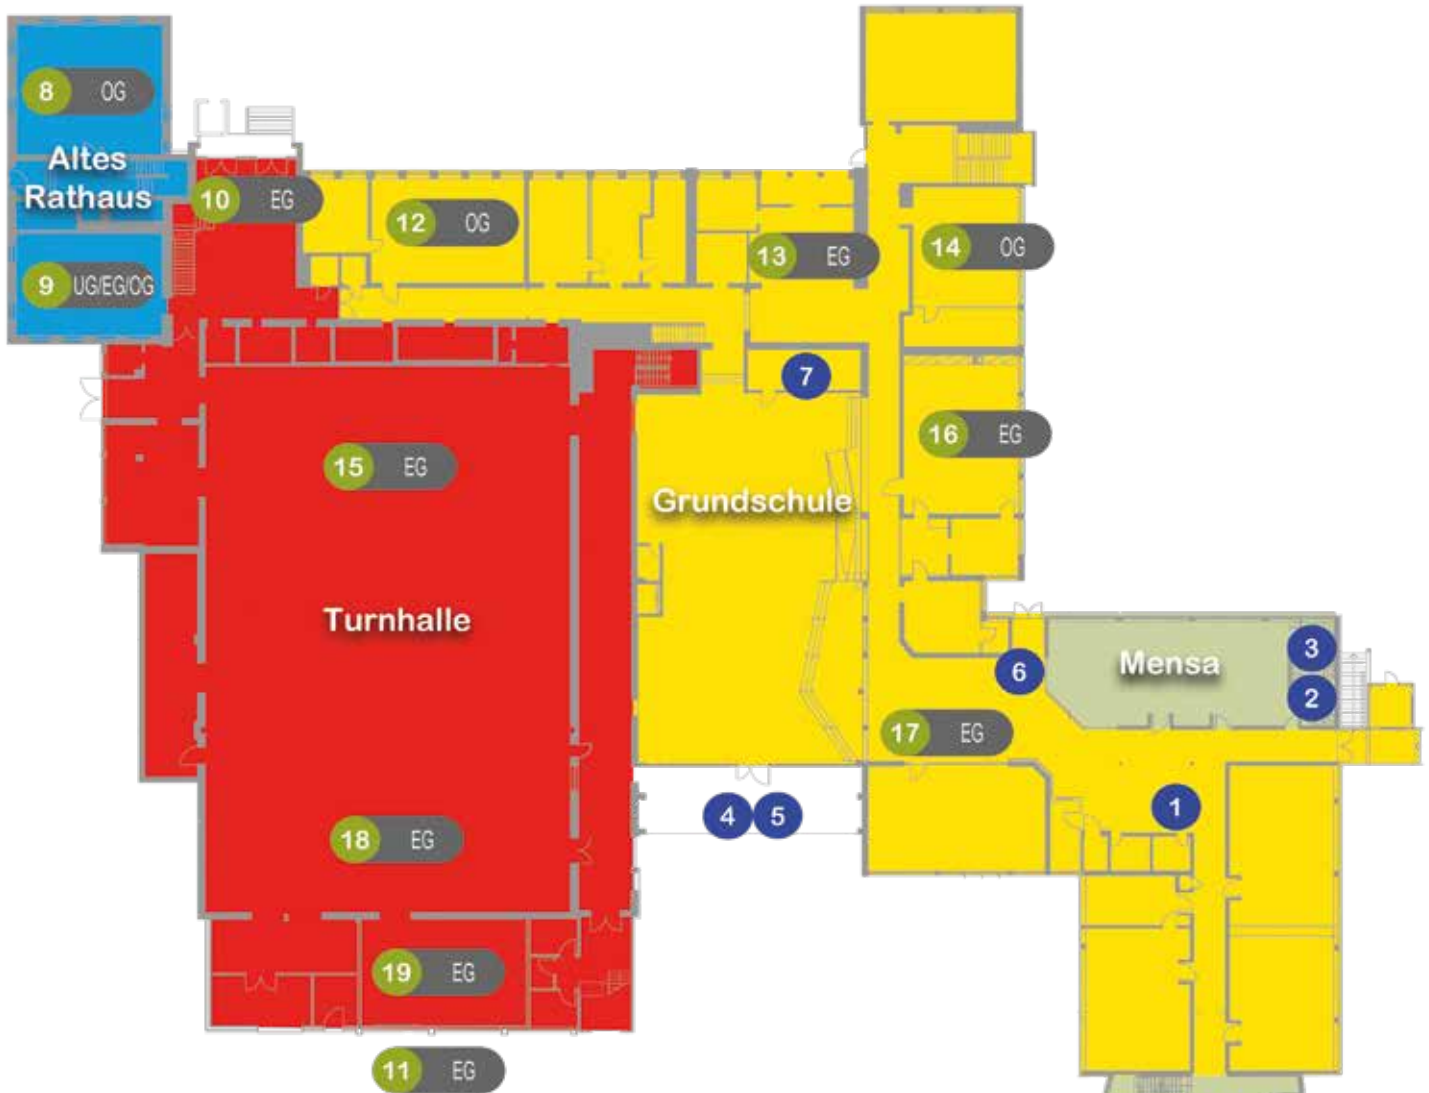 8 OG
Altes
Rathaus
9 UG/EG/OG
10 EG
12 OG
13 EG
14 OG
7
15 EG
16 EG
Grundschule
Turnhalle
Mensa
3
2
6
17 EG
1
4
5
18 EG
19 EG
11 EG